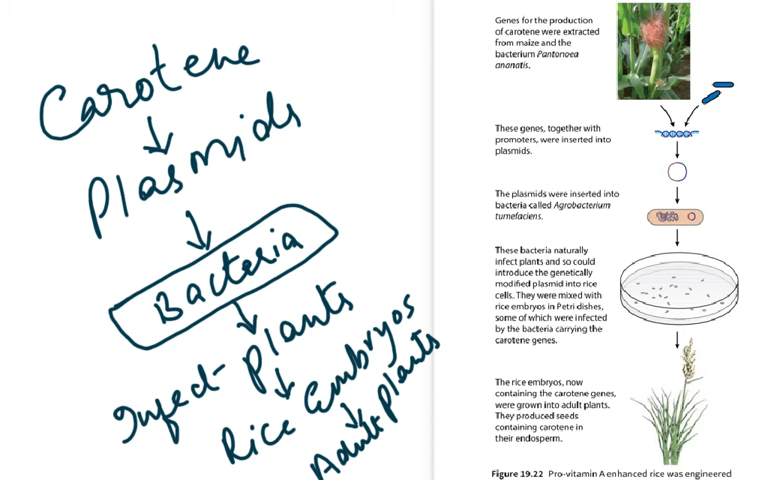 Carotene
Plasmids
Bacteria
Infect Plants
Rice Embryos
Adult Plants
Genes for the production
of carotene were extracted
from maize and the
bacterium Pantonoea
ananatis.
These genes, together with
promoters, were inserted into
plasmids.
The plasmids were inserted into
bacteria called Agrobacterium
tumefaciens.
These bacteria naturally
infect plants and so could
introduce the genetically
modified plasmid into rice
cells. They were mixed with
rice embryos in Petri dishes,
some of which were infected
by the bacteria carrying the
carotene genes.
The rice embryos, now
containing the carotene genes,
were grown into adult plants.
They produced seeds
containing carotene in
their endosperm.
Figure 19.22 Pro-vitamin A enhanced rice was engineered